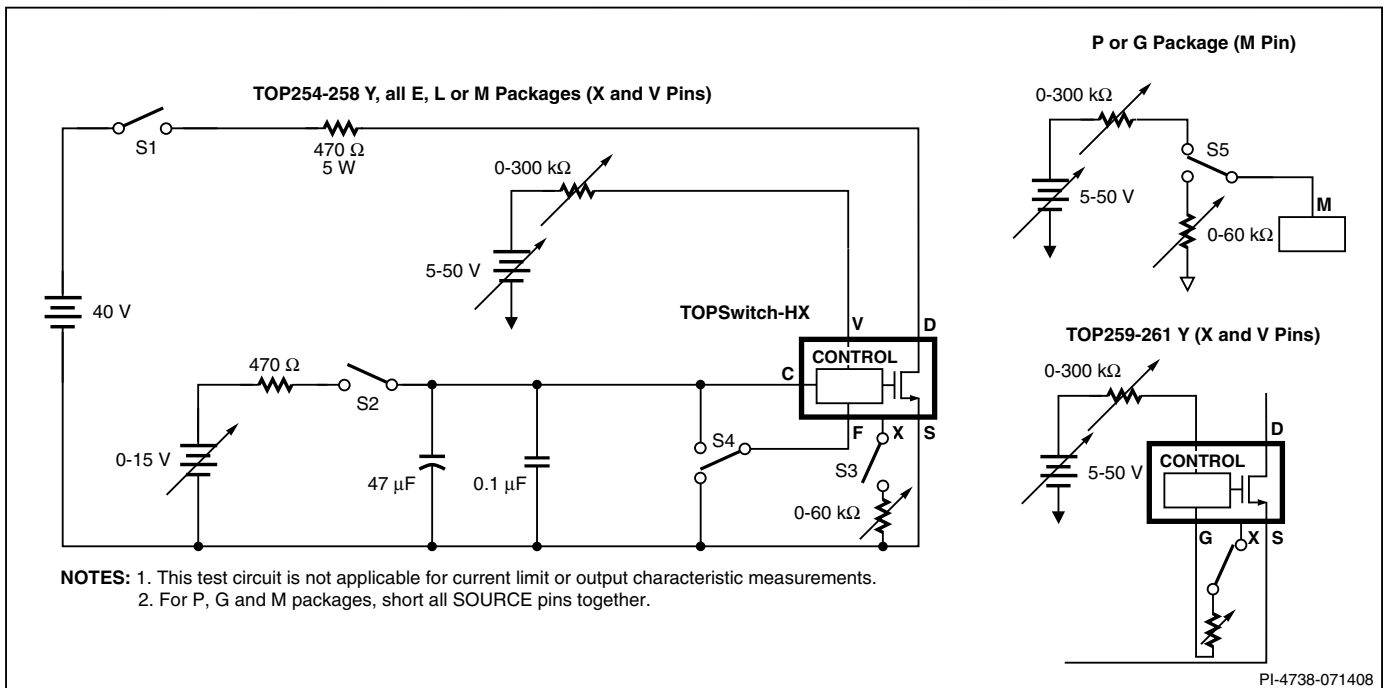 P or G Package (M Pin)
TOP254-258 Y, all E, L or M Packages (X and V Pins)
0-300 kΩ
S1
470 Ω
5 W
0-300 kΩ
S5
5-50 V
M
0-60 kΩ
5-50 V
40 V
TOPSwitch-HX
V
D
TOP259-261 Y (X and V Pins)
470 Ω
CONTROL
C
0-300 kΩ
S2
F
X
S
S4
S3
D
0-15 V
47 μF
0.1 μF
5-50 V
CONTROL
0-60 kΩ
G
X
S
NOTES: 1. This test circuit is not applicable for current limit or output characteristic measurements.
2. For P, G and M packages, short all SOURCE pins together.
PI-4738-071408